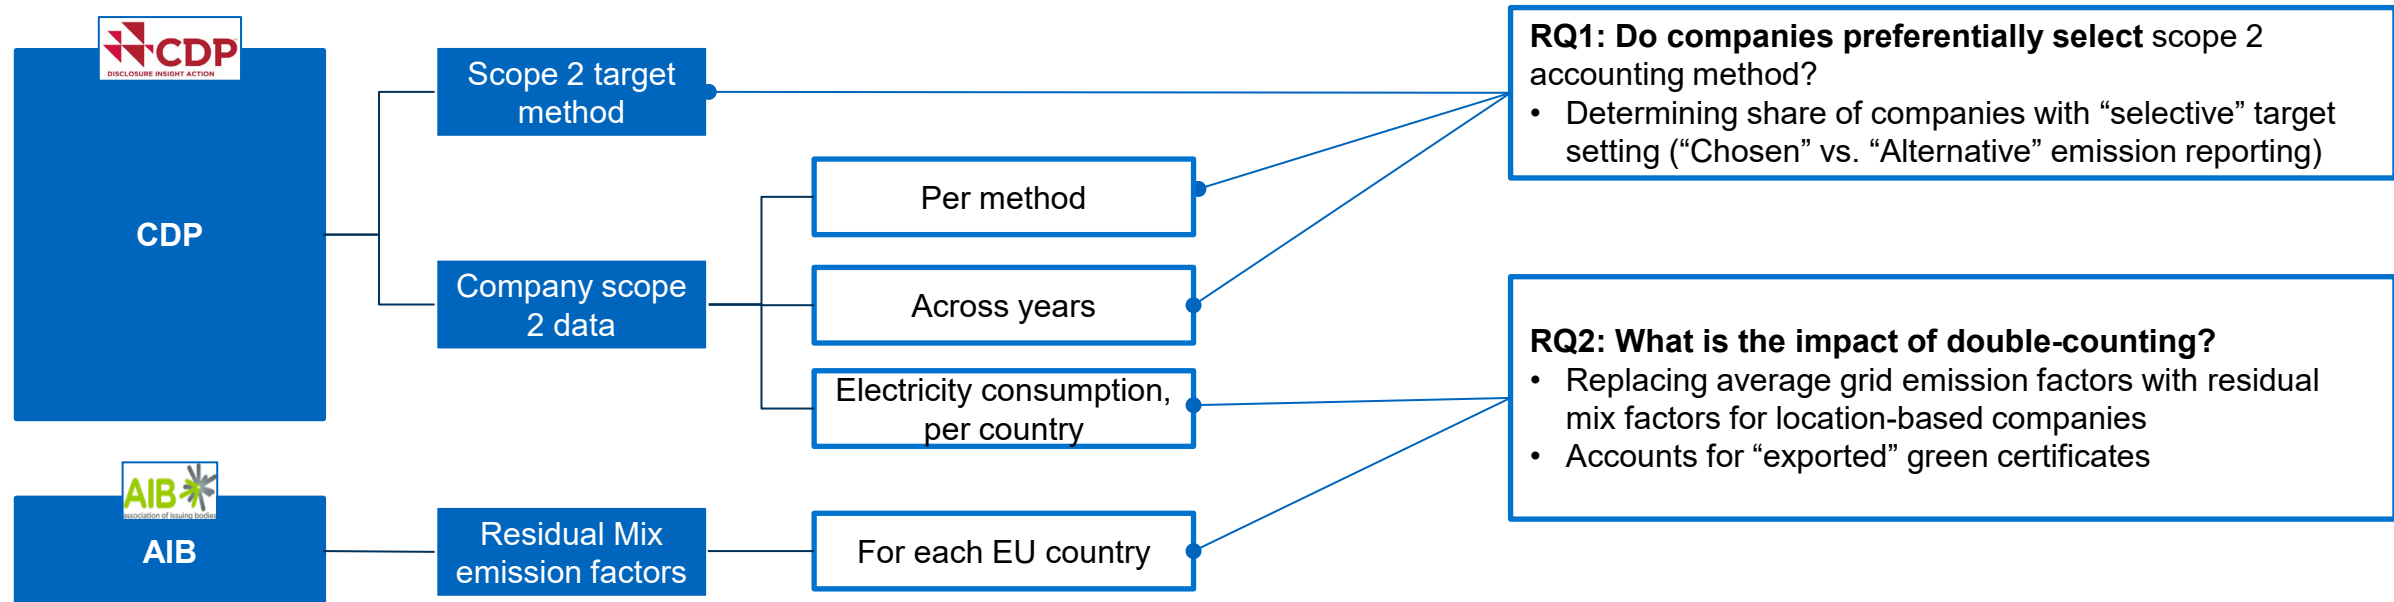 CDP
DISCLOSURE INSIGHT ACTION
CDP
Scope 2 target
method
Company scope
2 data
Per method
Across years
Electricity consumption,
per country
RQ1: Do companies preferentially select scope 2
accounting method?
• Determining share of companies with “selective” target
setting (“Chosen” vs. “Alternative” emission reporting)
RQ2: What is the impact of double-counting?
• Replacing average grid emission factors with residual
mix factors for location-based companies
• Accounts for “exported” green certificates
AIB
association of issuing bodies
AIB
Residual Mix
emission factors
For each EU country